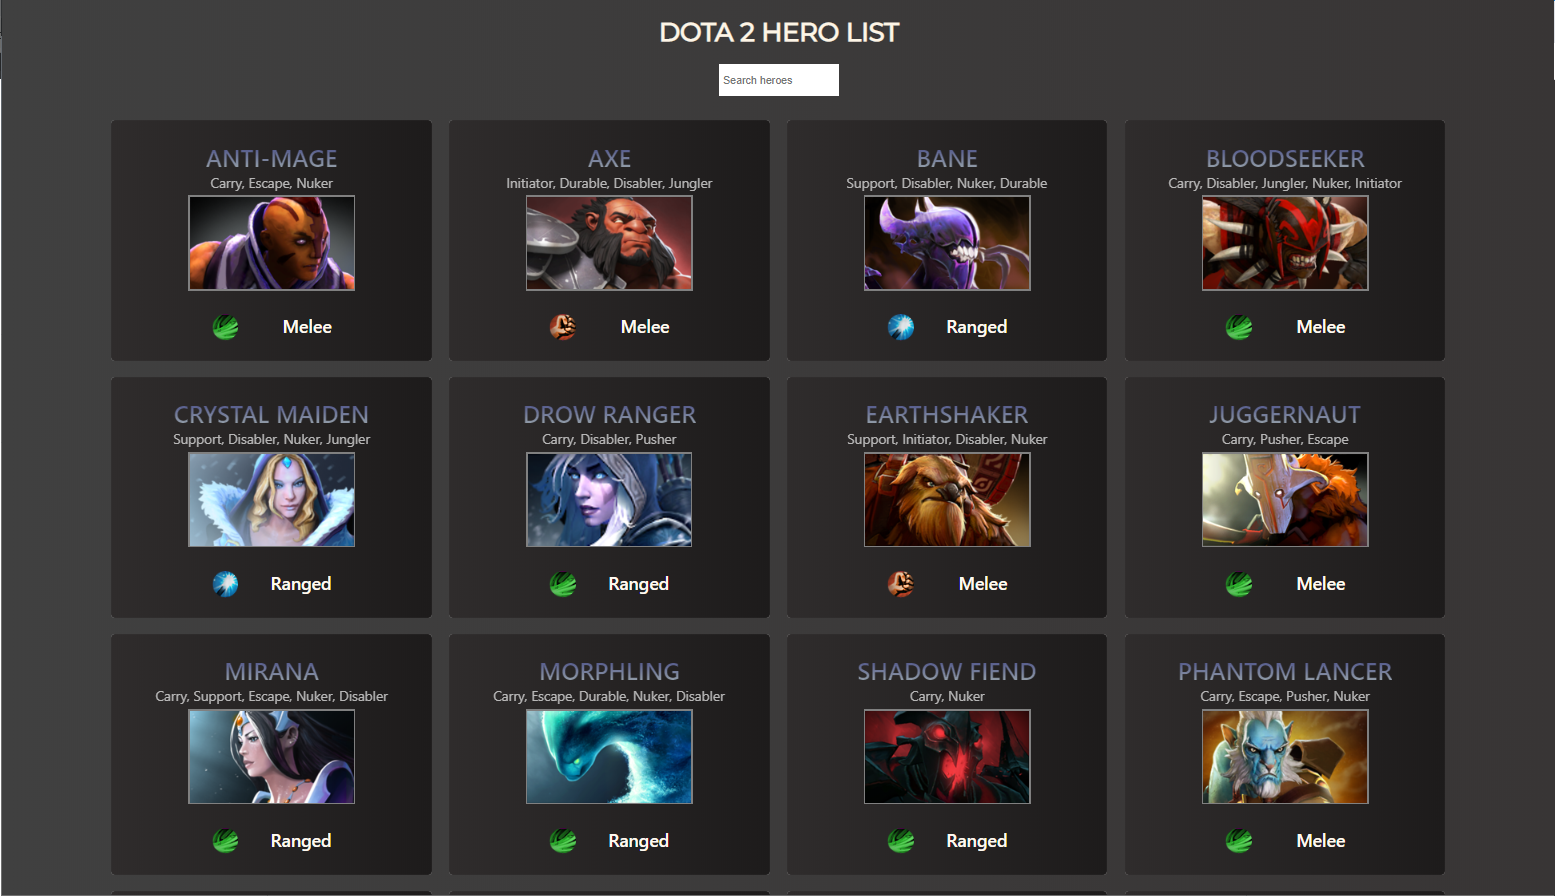 DOTA 2 HERO LIST
Search heroes
ANTI-MAGE
Carry, Escape, Nuker
Melee
AXE
Initiator, Durable, Disabler, Jungler
Melee
BANE
Support, Disabler, Nuker, Durable
Ranged
BLOODSEEKER
Carry, Disabler, Jungler, Nuker, Initiator
Melee
CRYSTAL MAIDEN
Support, Disabler, Nuker, Jungler
Ranged
DROW RANGER
Carry, Disabler, Pusher
Ranged
EARTHSHAKER
Support, Initiator, Disabler, Nuker
Melee
JUGGERNAUT
Carry, Pusher, Escape
Melee
MIRANA
Carry, Support, Escape, Nuker, Disabler
Ranged
MORPHLING
Carry, Escape, Durable, Nuker, Disabler
Ranged
SHADOW FIEND
Carry, Nuker
Ranged
PHANTOM LANCER
Carry, Escape, Pusher, Nuker
Melee